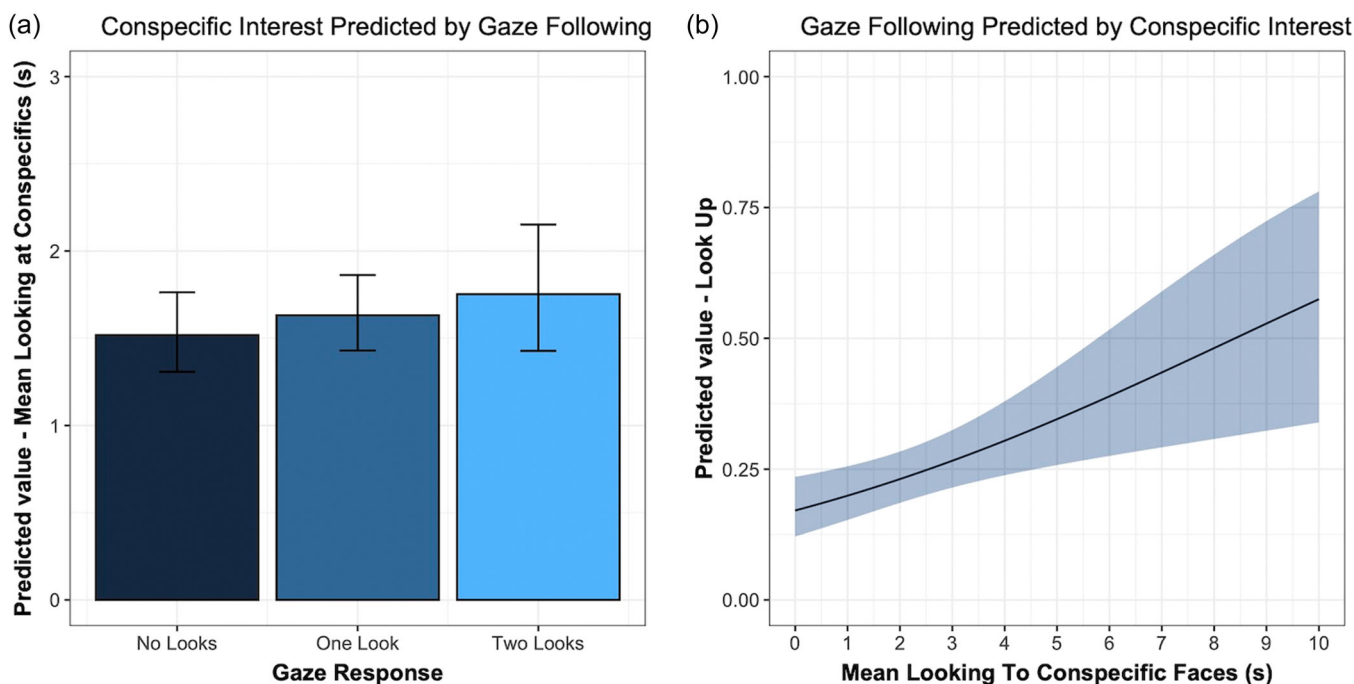 (a)
Conspecific Interest Predicted by Gaze Following
Predicted value - Mean Looking at Conspecifics (s)
3
2
1
0
No Looks
One Look
Two Looks
Gaze Response
(b)
Gaze Following Predicted by Conspecific Interest
Predicted value - Look Up
1.00
0.75
0.50
0.25
0.00
0 1 2 3 4 5 6 7 8 9 10
Mean Looking To Conspecific Faces (s)